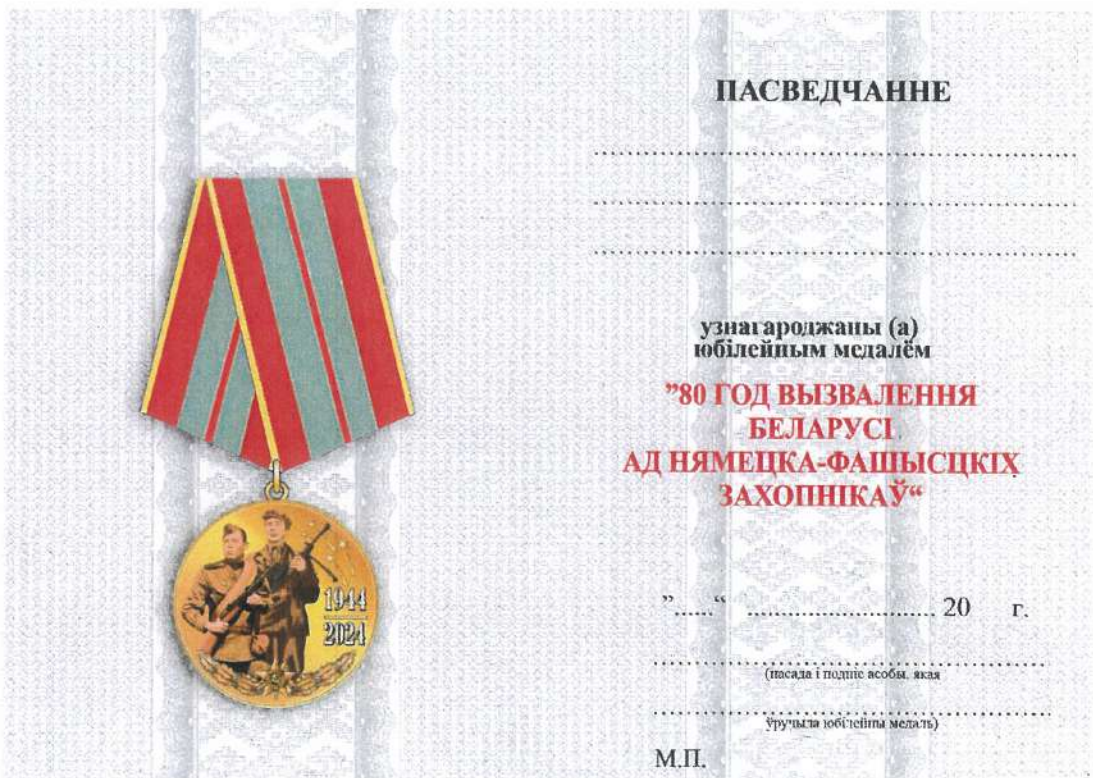 1944
2024
ПАСВЕДЧАННЕ
узнагароджаны (а)
юбілейным медалём
”80 ГОД ВЫЗВАЛЕННЯ
БЕЛАРУСІ
АД НЯМЕЦКА-ФАШЫСЦКІХ
ЗАХОПНІКАЎ“
”......“ ................................ 20 г.
(пасада і подпіс асобы, якая
ўручыла юбілейны медаль)
М.П.